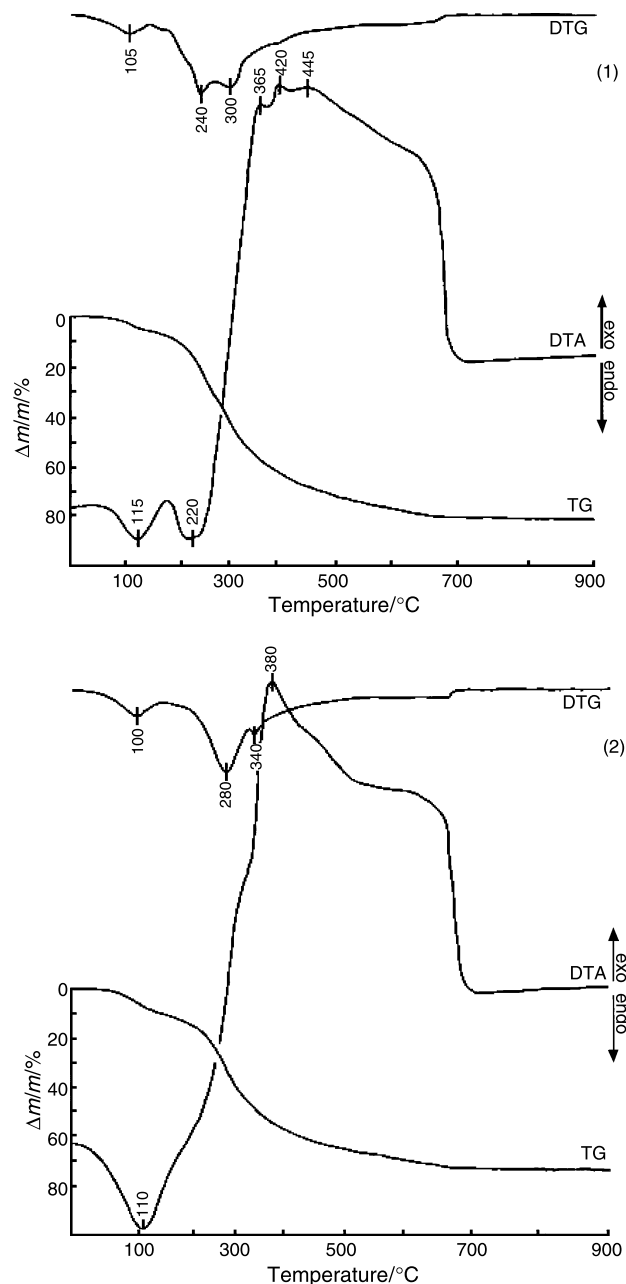 DTG
(1)
105
240
300
365
420
445
0
20
40
60
80
Δm/m/%
DTA
exo
endo
TG
115
220
100
300
500
700
900
Temperature/°C
380
DTG
(2)
100
280
340
0
20
40
60
80
Δm/m/%
DTA
exo
endo
TG
110
100
300
500
700
900
Temperature/°C